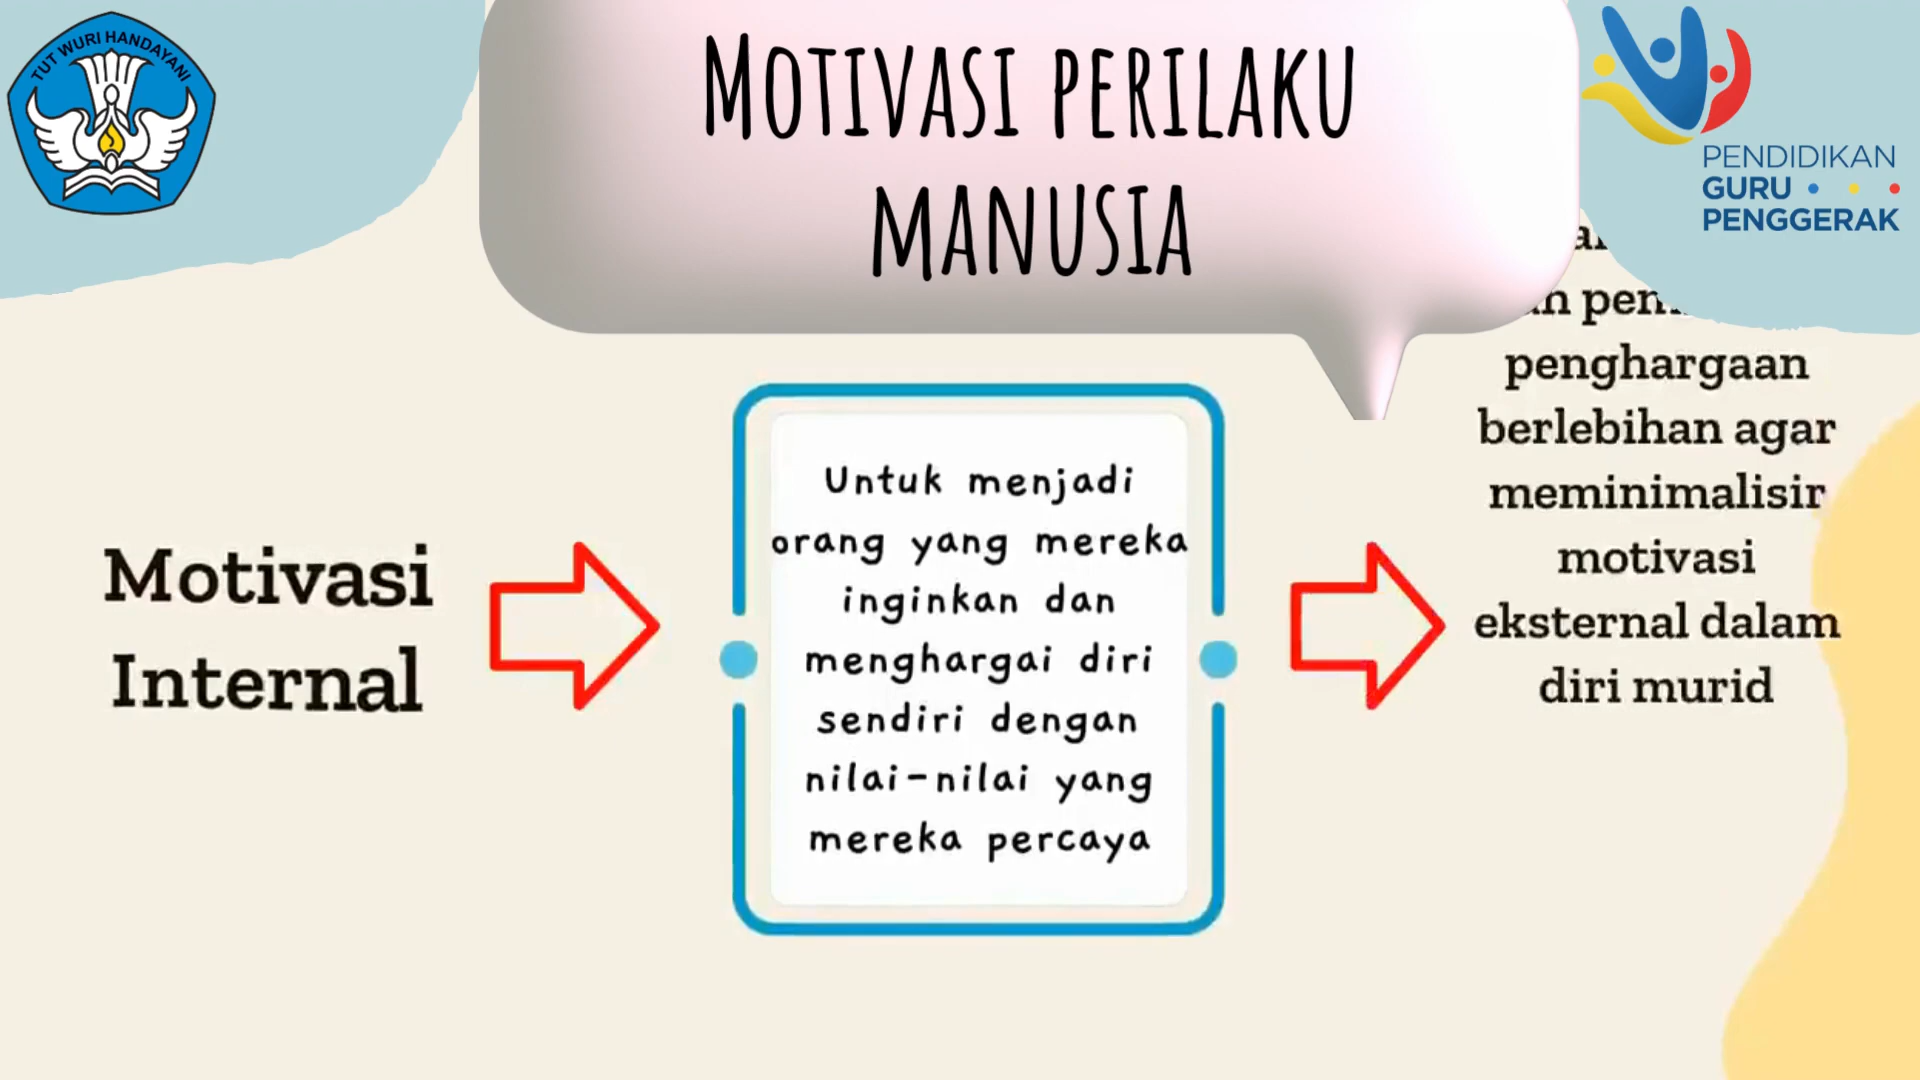 TUT WURI HANDAYANI
MOTIVASI PERILAKU
MANUSIA
PENDIDIKAN
GURU
PENGGERAK
Motivasi
Internal
Untuk menjadi
orang yang mereka
inginkan dan
menghargai diri
sendiri dengan
nilai-nilai yang
mereka percaya
penghargaan
berlebihan agar
meminimalisir
motivasi
eksternal dalam
diri murid